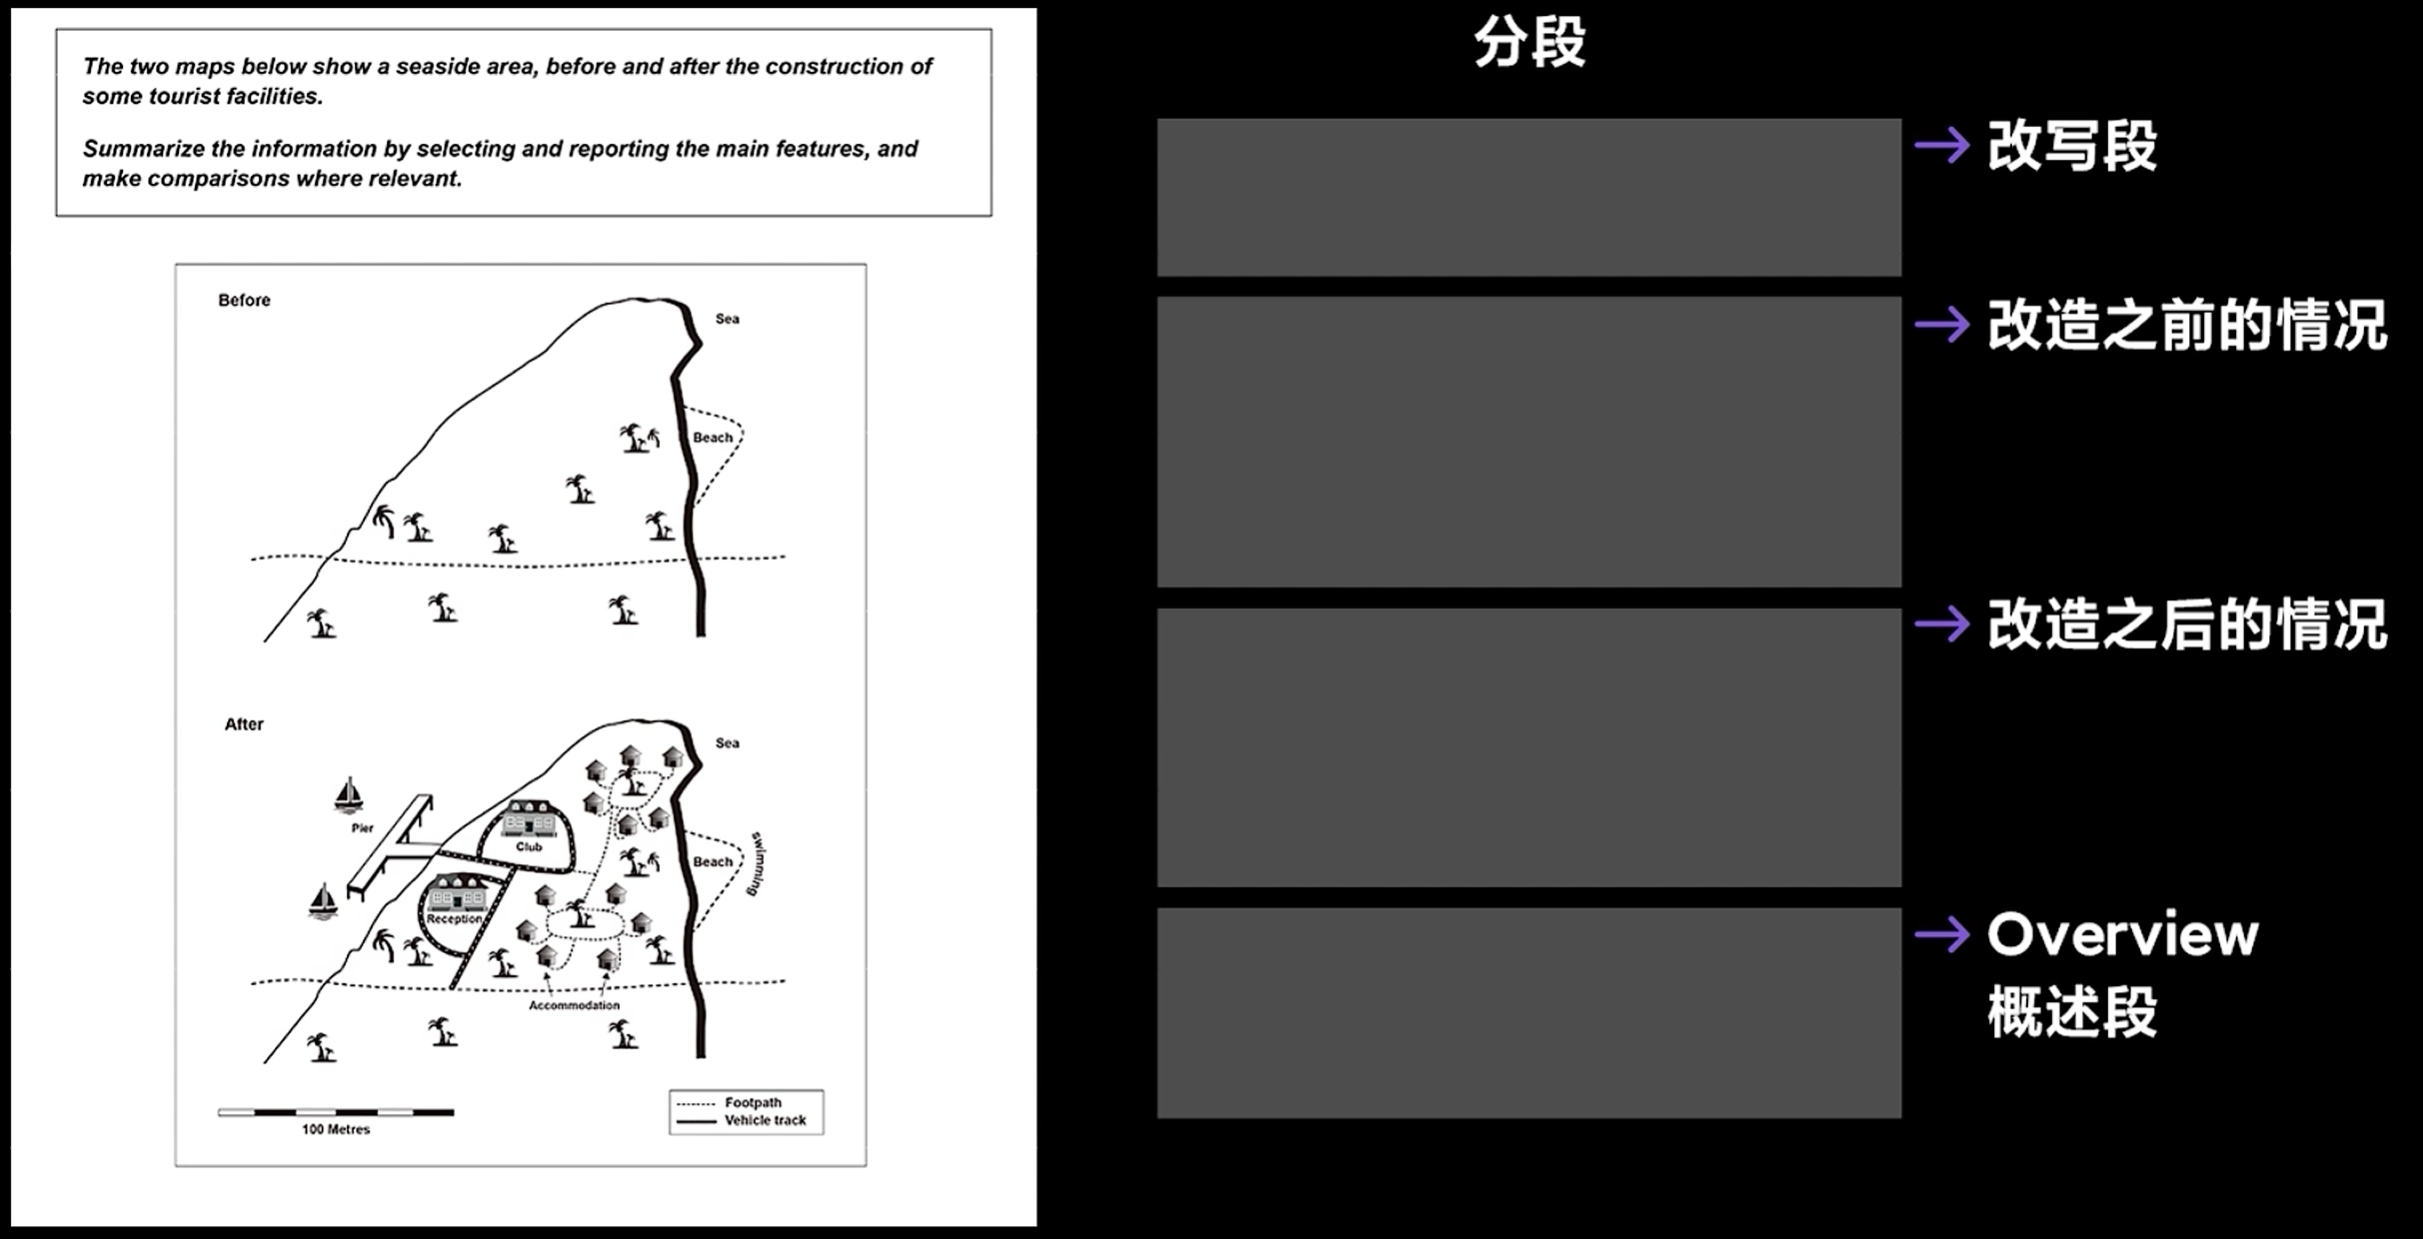 The two maps below show a seaside area, before and after the construction of
some tourist facilities.
Summarize the information by selecting and reporting the main features, and
make comparisons where relevant.
Before
Sea
Beach
After
Sea
Pier
Club
Beach
swimming
Reception
Accommodation
100 Metres
Footpath
Vehicle track
分段
→ 改写段
→ 改造之前的情况
→ 改造之后的情况
→ Overview
概述段